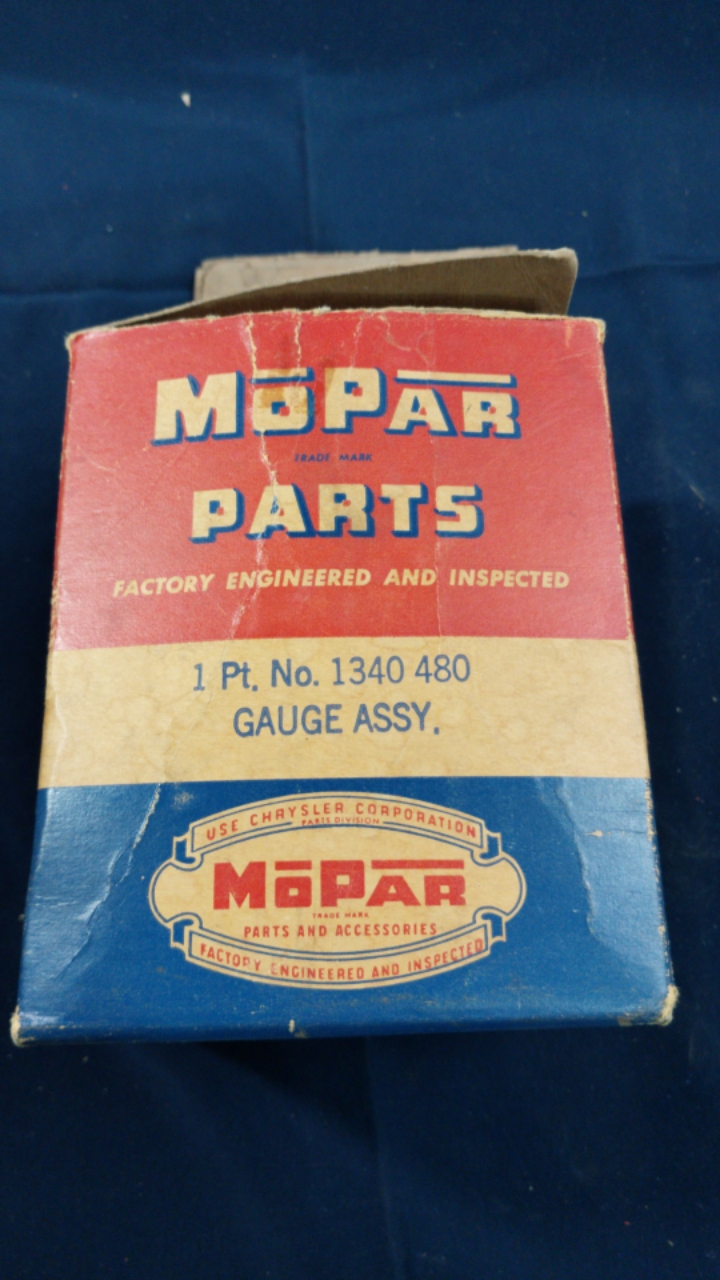 MOPAR
TRADE MARK
PARTS
FACTORY ENGINEERED AND INSPECTED
1 Pt. No. 1340 480
GAUGE ASSY.
USE CHRYSLER CORPORATION
PARTS DIVISION
MOPAR
TRADE MARK
PARTS AND ACCESSORIES
FACTORY ENGINEERED AND INSPECTED